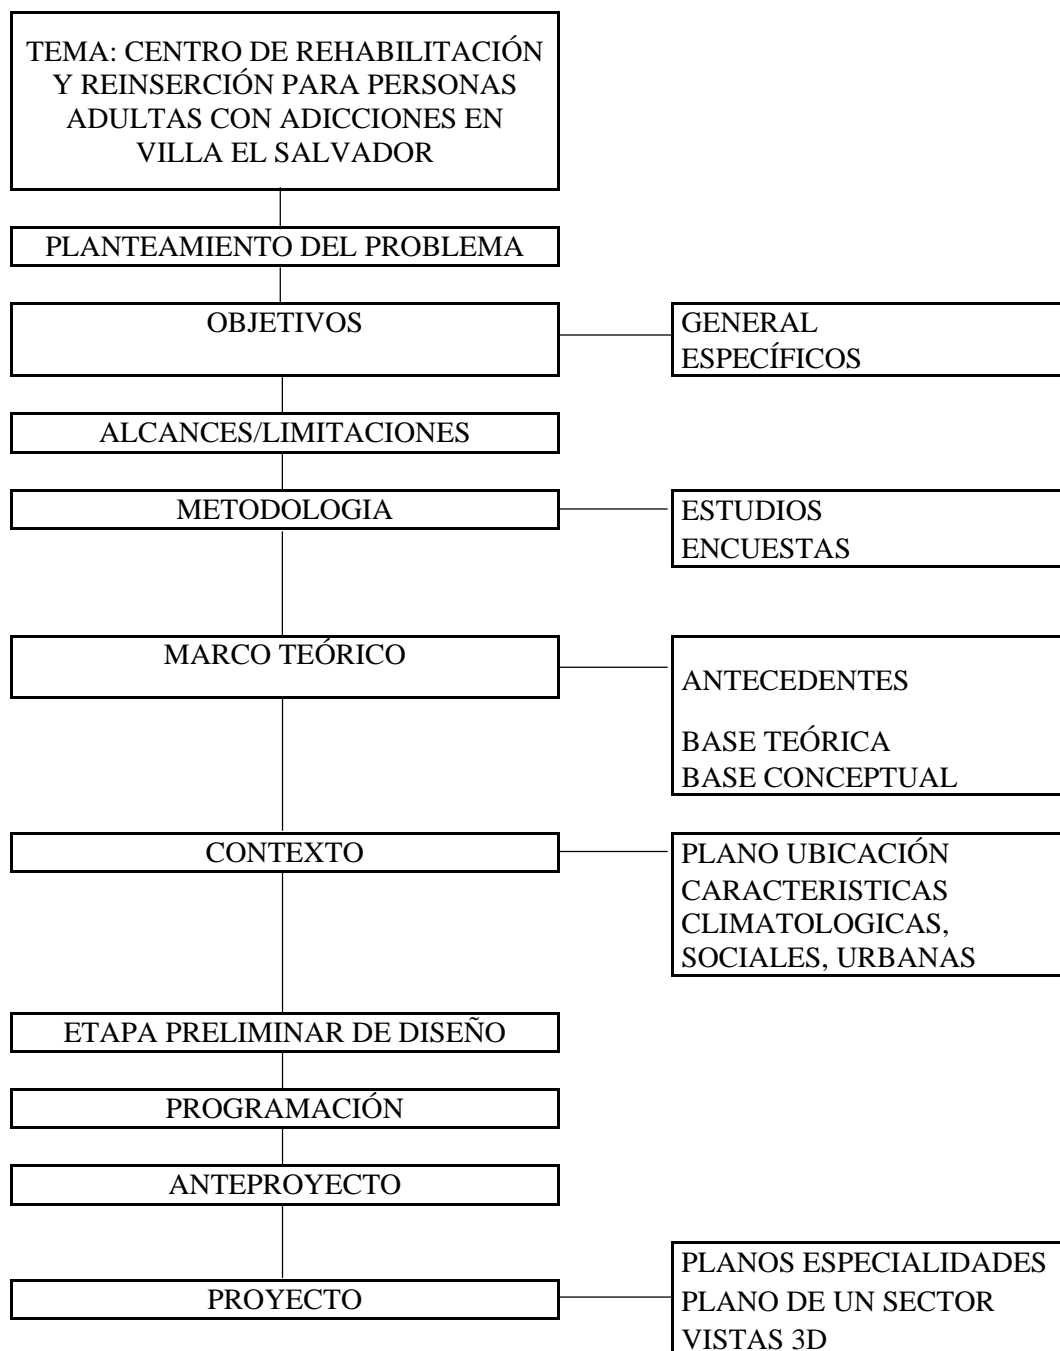 TEMA: CENTRO DE REHABILITACIÓN
Y REINSERCIÓN PARA PERSONAS
ADULTAS CON ADICCIONES EN
VILLA EL SALVADOR
PLANTEAMIENTO DEL PROBLEMA
OBJETIVOS
GENERAL
ESPECÍFICOS
ALCANCES/LIMITACIONES
METODOLOGIA
ESTUDIOS
ENCUESTAS
MARCO TEÓRICO
ANTECEDENTES
BASE TEÓRICA
BASE CONCEPTUAL
CONTEXTO
PLANO UBICACIÓN
CARACTERISTICAS
CLIMATOLOGICAS,
SOCIALES, URBANAS
ETAPA PRELIMINAR DE DISEÑO
PROGRAMACIÓN
ANTEPROYECTO
PROYECTO
PLANOS ESPECIALIDADES
PLANO DE UN SECTOR
VISTAS 3D